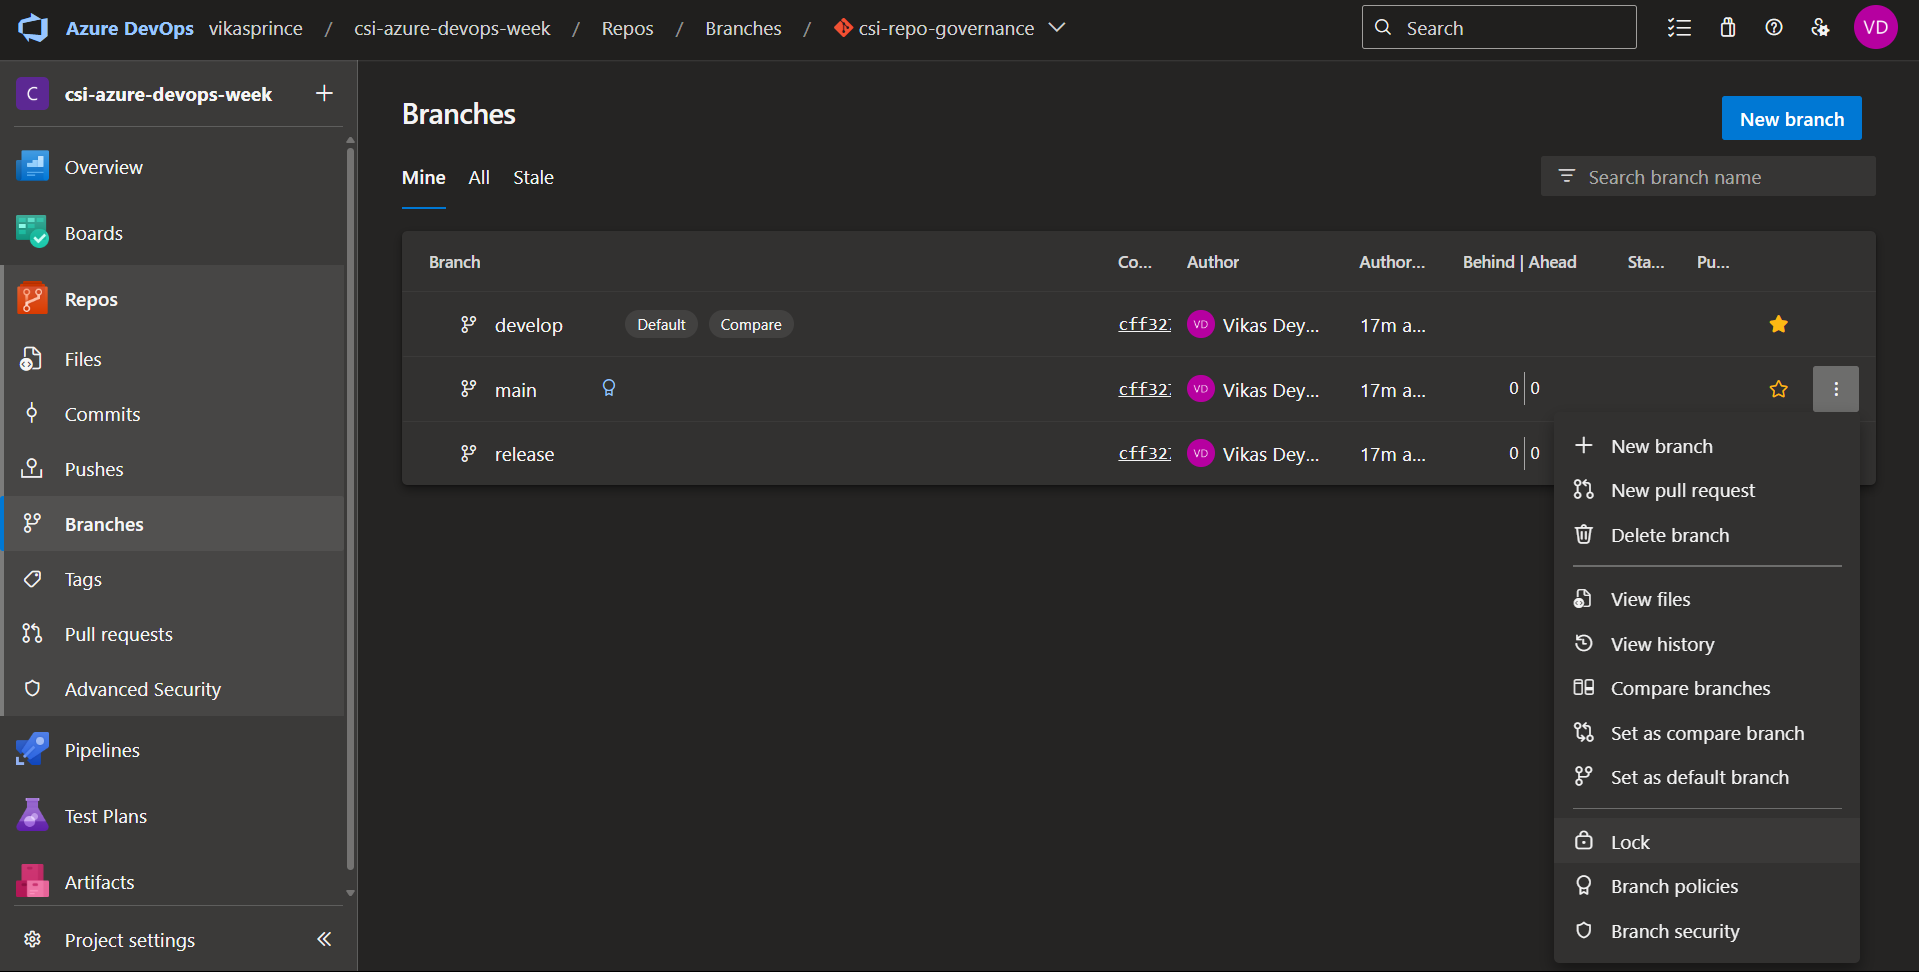 Azure DevOps vikasprince / csi-azure-devops-week / Repos / Branches / csi-repo-governance
Search
VD
C csi-azure-devops-week
Overview
Boards
Repos
Files
Commits
Pushes
Branches
Tags
Pull requests
Advanced Security
Pipelines
Test Plans
Artifacts
Project settings
Branches
New branch
Mine All Stale
Search branch name
Branch Co... Author Author... Behind | Ahead Sta... Pu...
develop Default Compare cff327 VD Vikas Dey... 17m a...
main cff327 VD Vikas Dey... 17m a... 0 | 0
release cff327 VD Vikas Dey... 17m a... 0 | 0
New branch
New pull request
Delete branch
View files
View history
Compare branches
Set as compare branch
Set as default branch
Lock
Branch policies
Branch security